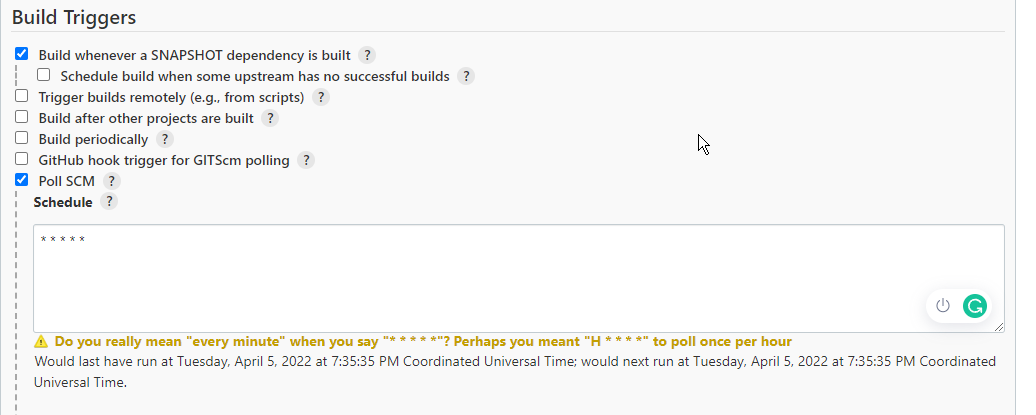 Build Triggers
Build whenever a SNAPSHOT dependency is built ?
Schedule build when some upstream has no successful builds ?
Trigger builds remotely (e.g., from scripts) ?
Build after other projects are built ?
Build periodically ?
GitHub hook trigger for GITScm polling ?
Poll SCM ?
Schedule ?
* * * * *
Do you really mean "every minute" when you say "* * * * *"? Perhaps you meant "H * * * *" to poll once per hour
Would last have run at Tuesday, April 5, 2022 at 7:35:35 PM Coordinated Universal Time; would next run at Tuesday, April 5, 2022 at 7:35:35 PM Coordinated
Universal Time.